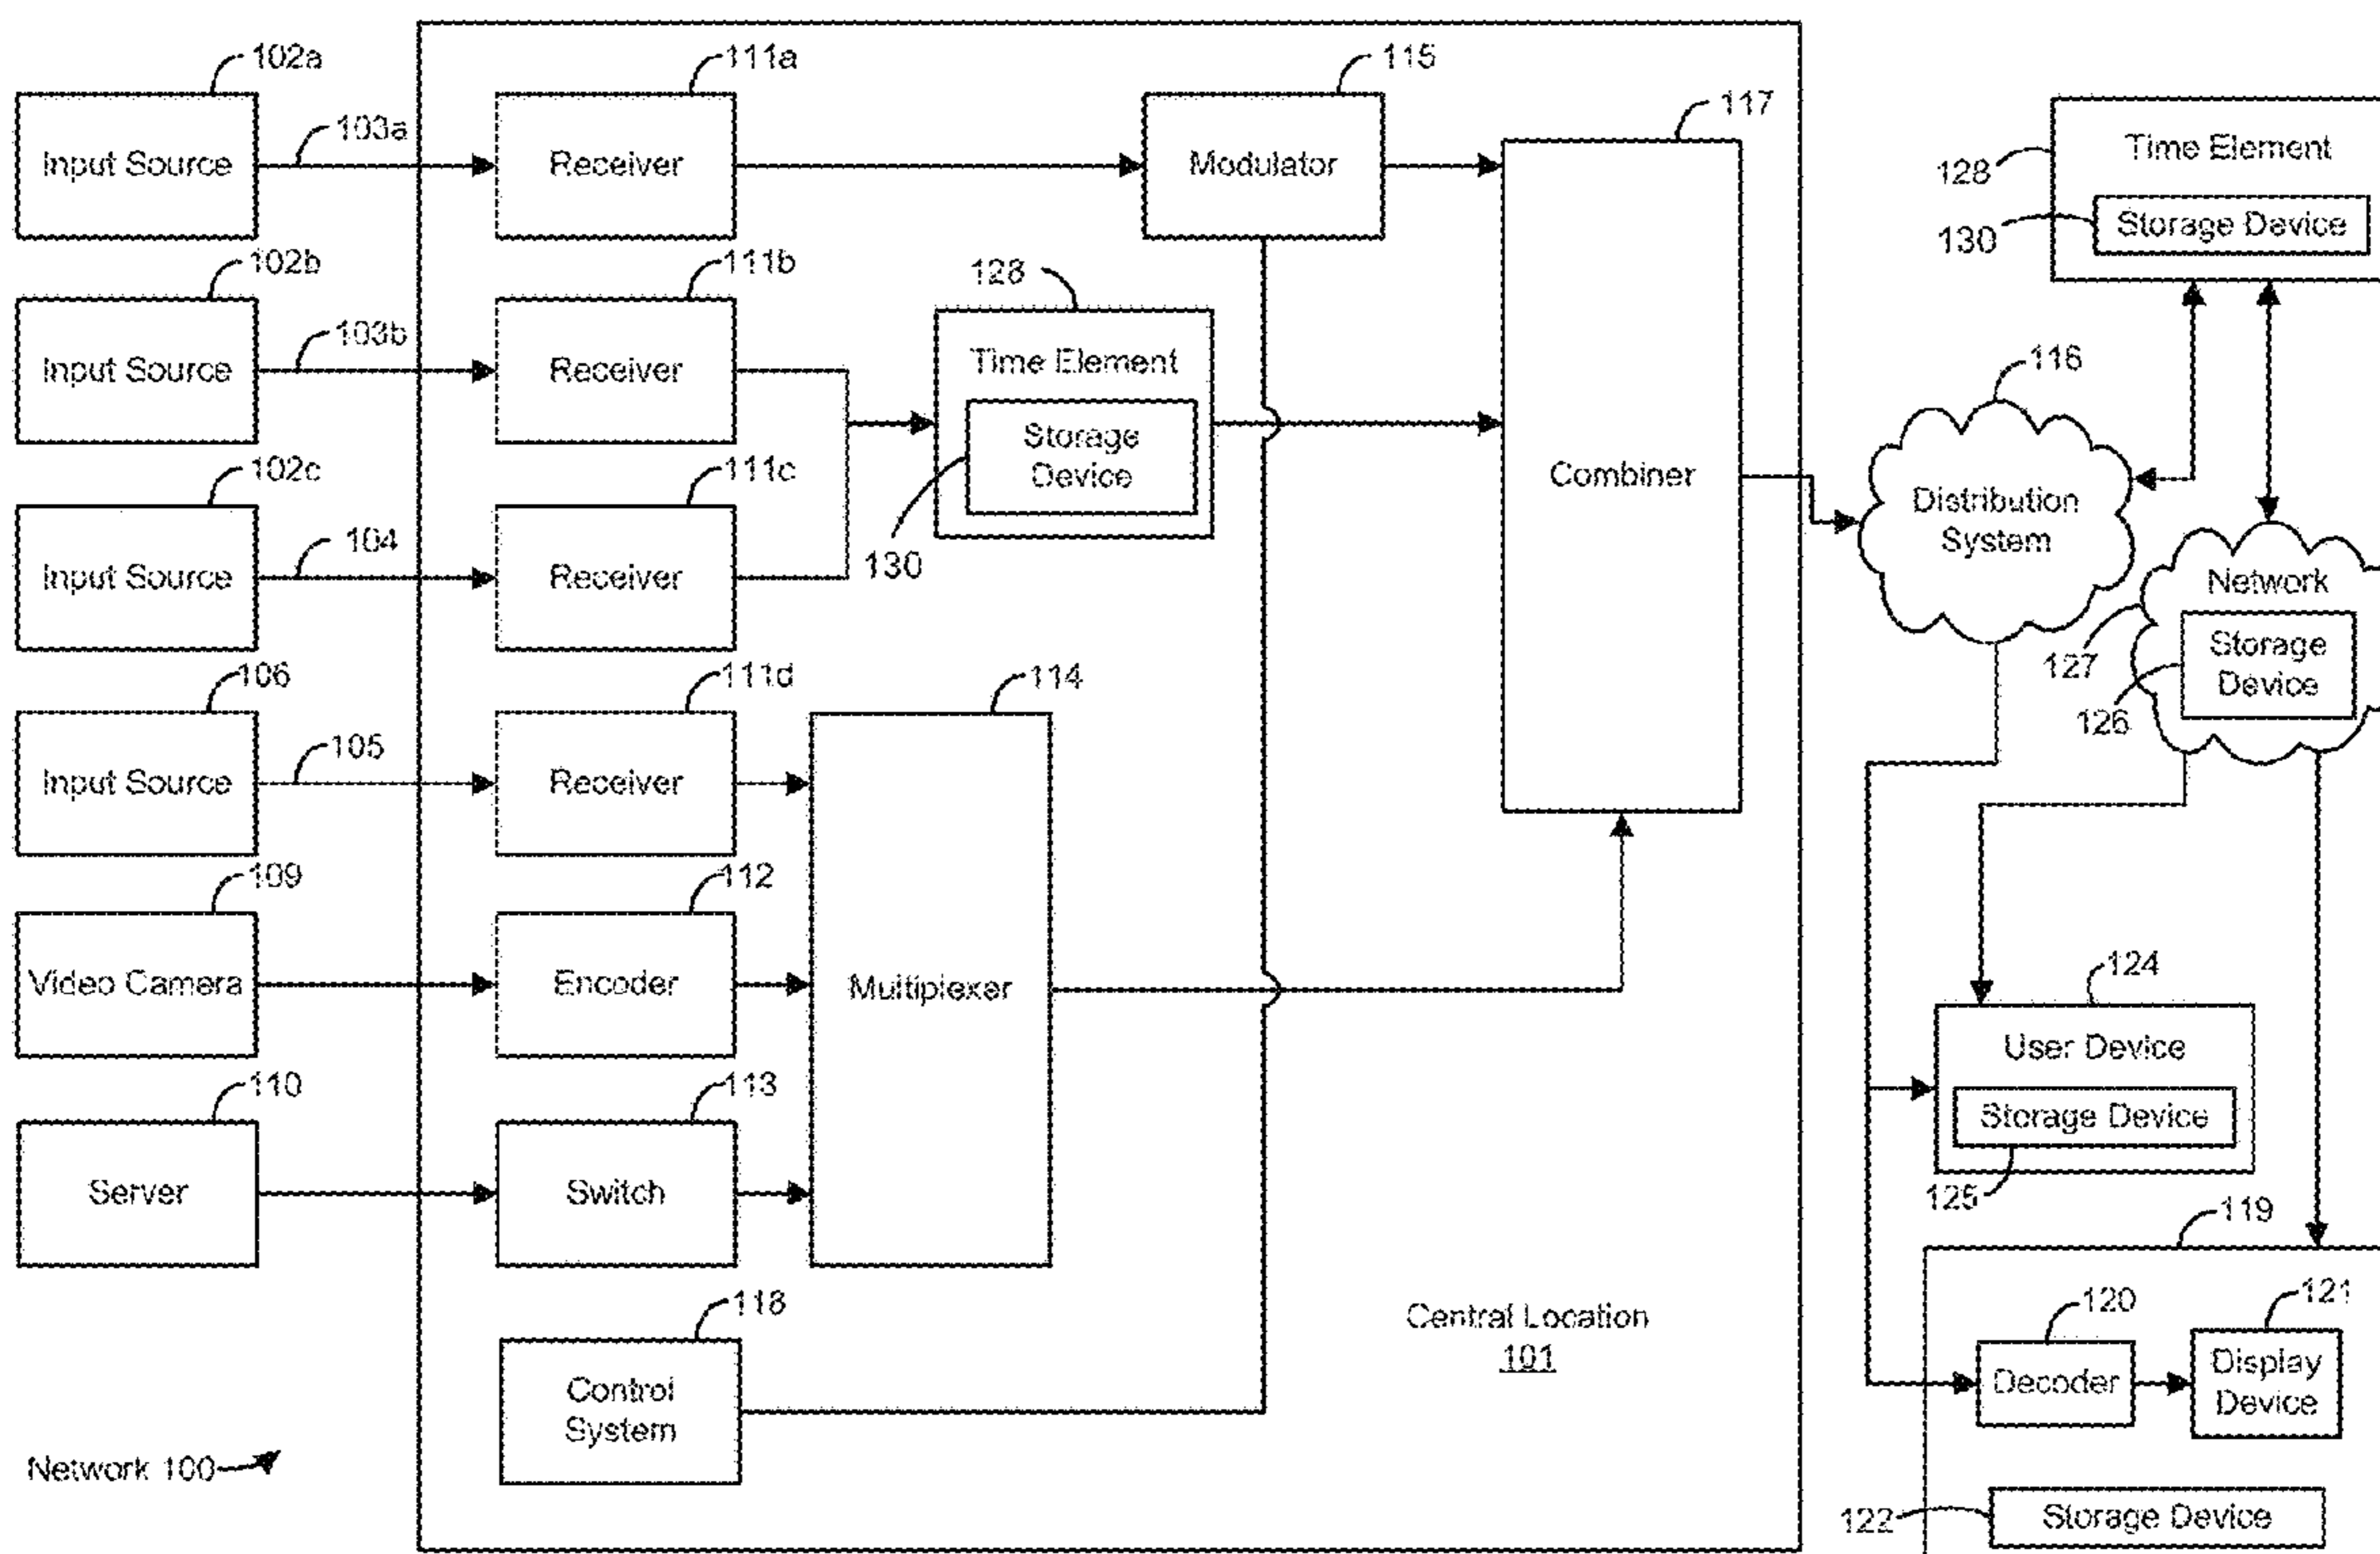 102a
111a
115
117
103a
Input Source
Receiver
Modulator
Time Element
128
Storage Device
130
102b
111b
128
103b
Input Source
Receiver
Time Element
Storage
Device
130
116
102c
111c
Combiner
Distribution
System
104
Input Source
Receiver
Network
Storage
Device
127
126
106
111d
114
105
Input Source
Receiver
109
112
124
Video Camera
Encoder
Multiplexer
User Device
Storage Device
125
110
113
Server
Switch
119
118
Central Location
101
120
121
Control
System
Decoder
Display
Device
Network 100
122
Storage Device